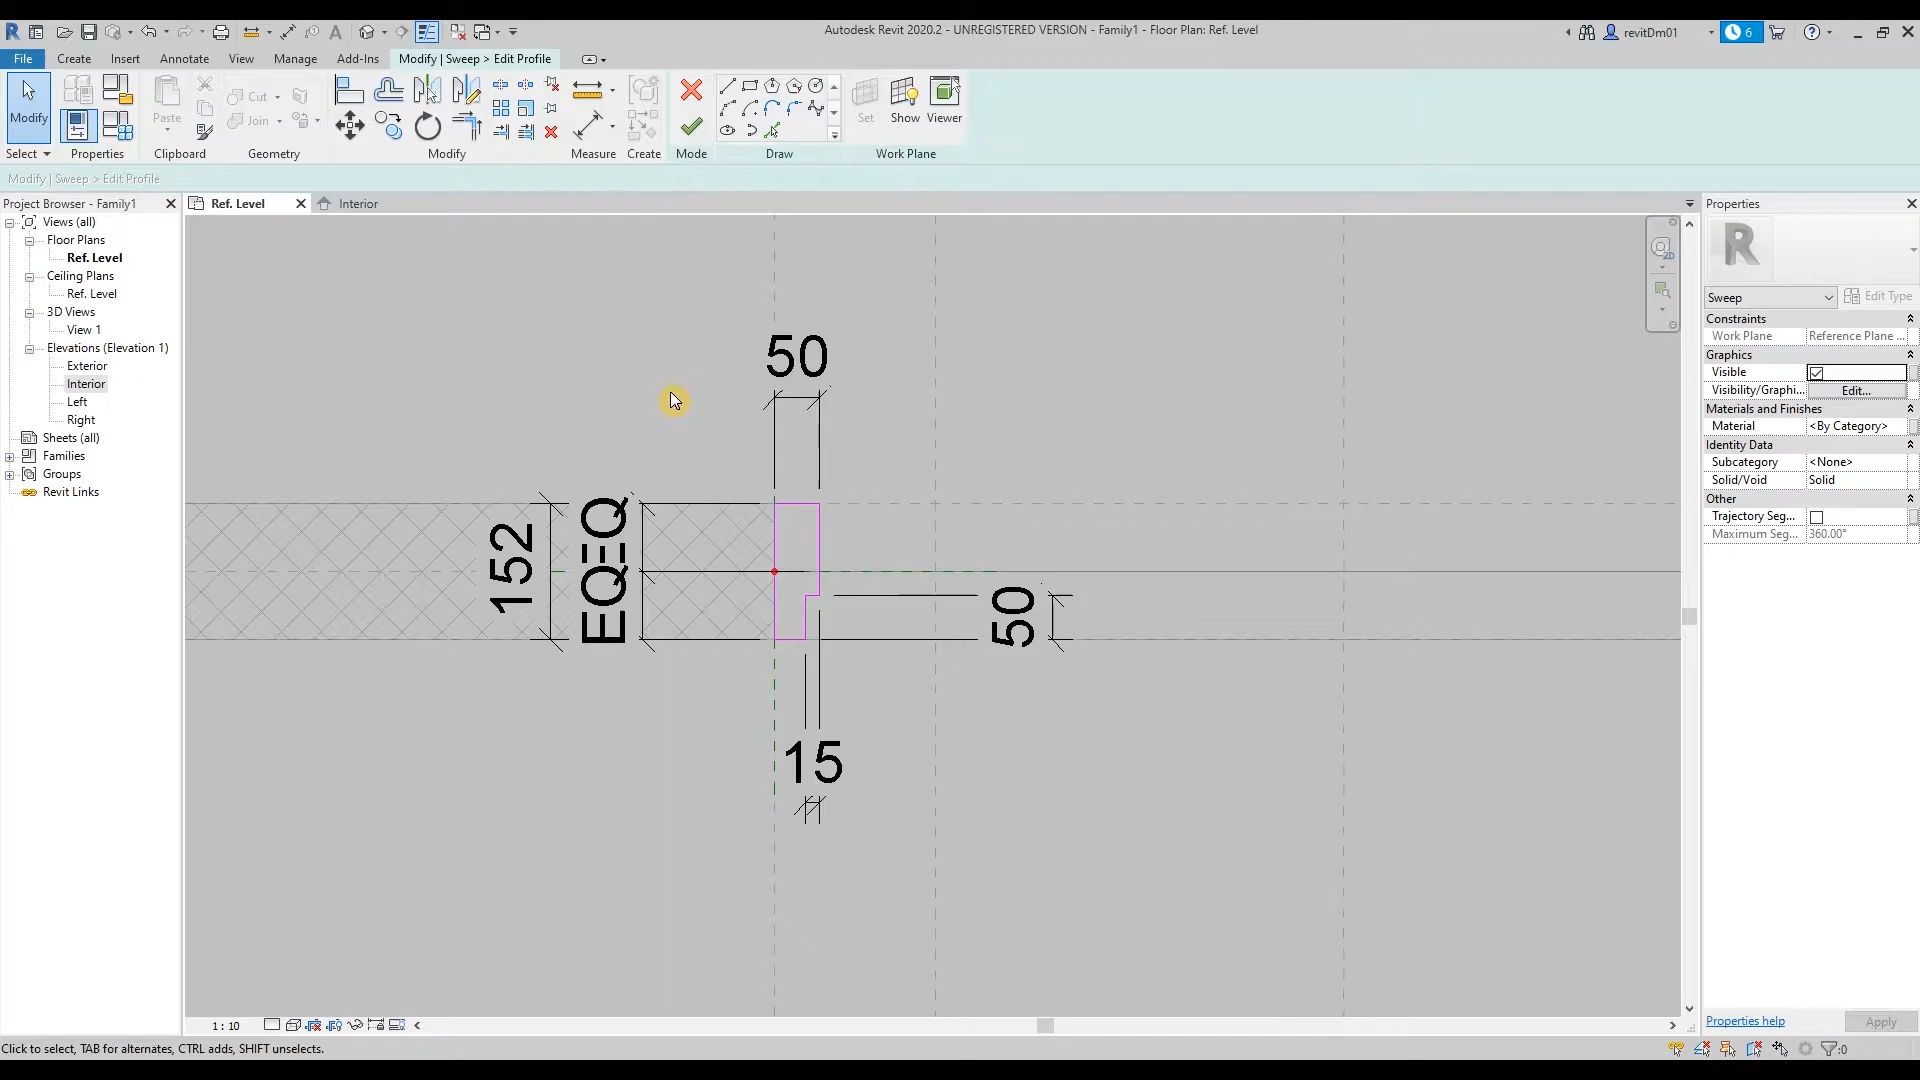 Autodesk Revit 2020.2 - UNREGISTERED VERSION - Family1 - Floor Plan: Ref. Level
revitDm01
6
File
Create
Insert
Annotate
View
Manage
Add-Ins
Modify | Sweep > Edit Profile
Modify
Paste
Cut
Join
Set
Show
Viewer
Select
Properties
Clipboard
Geometry
Modify
Measure
Create
Mode
Draw
Work Plane
Modify | Sweep > Edit Profile
Project Browser - Family1
Views (all)
Floor Plans
Ref. Level
Ceiling Plans
Ref. Level
3D Views
View 1
Elevations (Elevation 1)
Exterior
Interior
Left
Right
Sheets (all)
Families
Groups
Revit Links
Ref. Level
Interior
50
152
EQ
EQ
50
15
2D
1 : 10
Properties
R
Sweep
Edit Type
Constraints
Work Plane
Reference Plane ...
Graphics
Visible
Visibility/Graphi...
Edit...
Materials and Finishes
Material
<By Category>
Identity Data
Subcategory
<None>
Solid/Void
Solid
Other
Trajectory Seg...
Maximum Seg...
360.00°
Properties help
Apply
Click to select, TAB for alternates, CTRL adds, SHIFT unselects.
:0